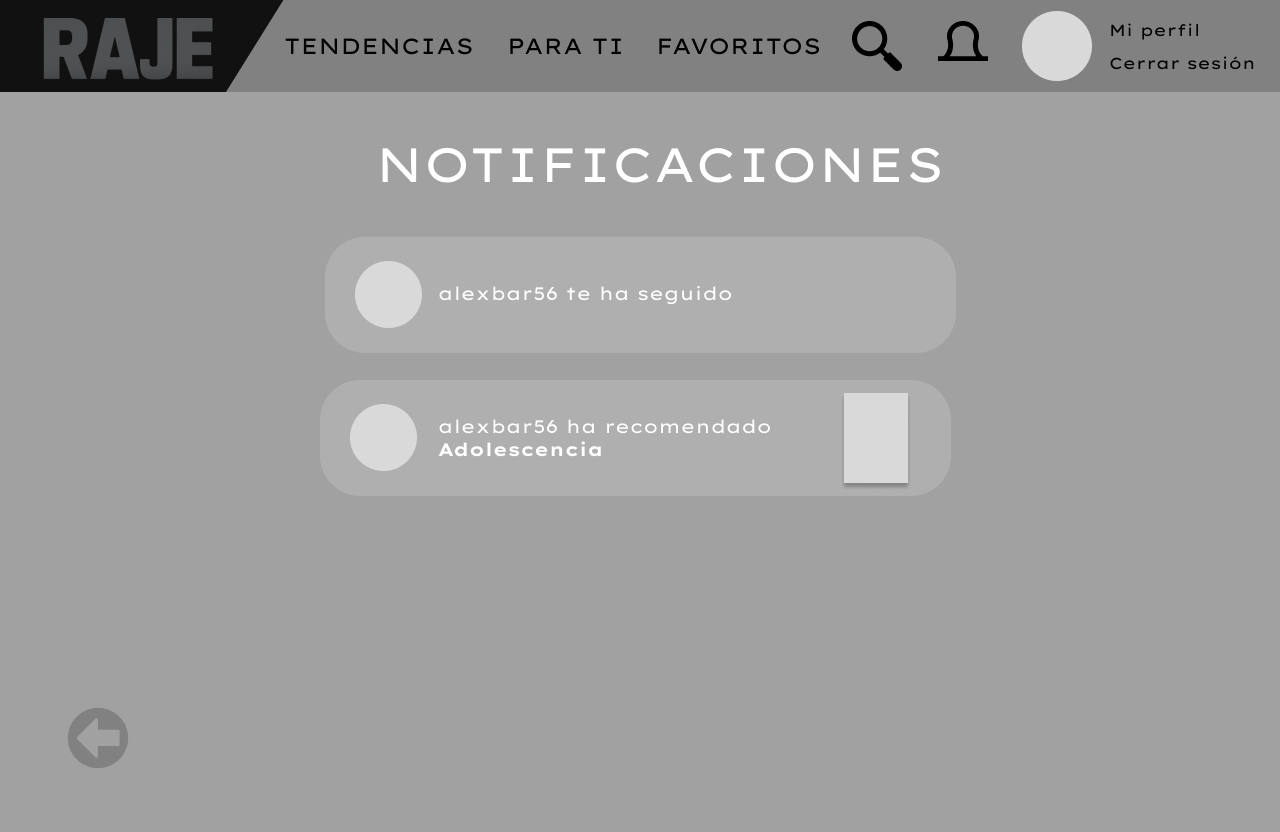 RAJE
TENDENCIAS
PARA TI
FAVORITOS
Mi perfil
Cerrar sesión
NOTIFICACIONES
alexbar56 te ha seguido
alexbar56 ha recomendado
Adolescencia